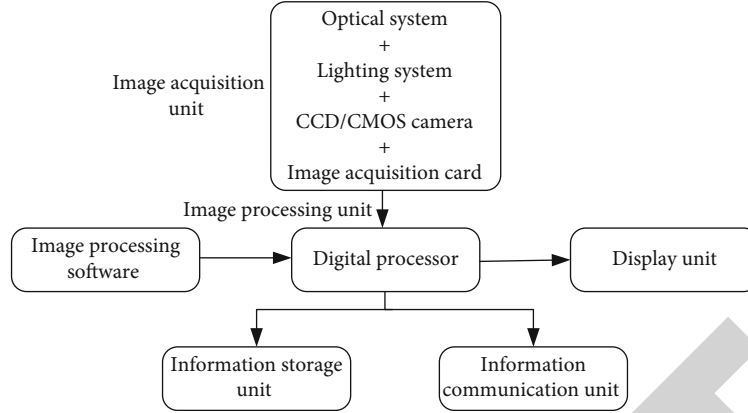 Optical system
+
Lighting system
+
CCD/CMOS camera
+
Image acquisition card
Image acquisition
unit
Image processing unit
Image processing
software
Digital processor
Display unit
Information storage
unit
Information
communication unit